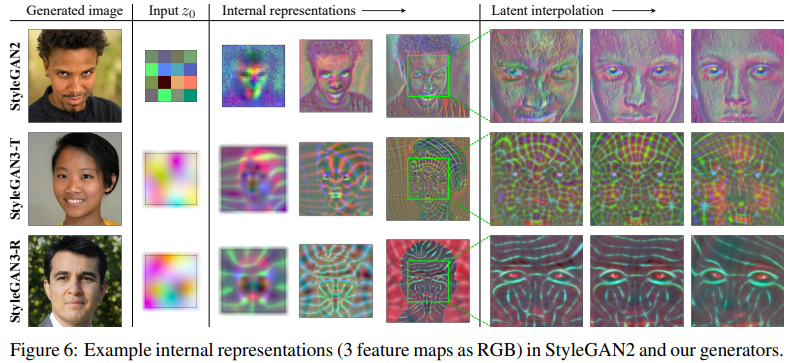 Generated image Input z₀ Internal representations Latent interpolation
StyleGAN2
StyleGAN3-T
StyleGAN3-R
Figure 6: Example internal representations (3 feature maps as RGB) in StyleGAN2 and our generators.